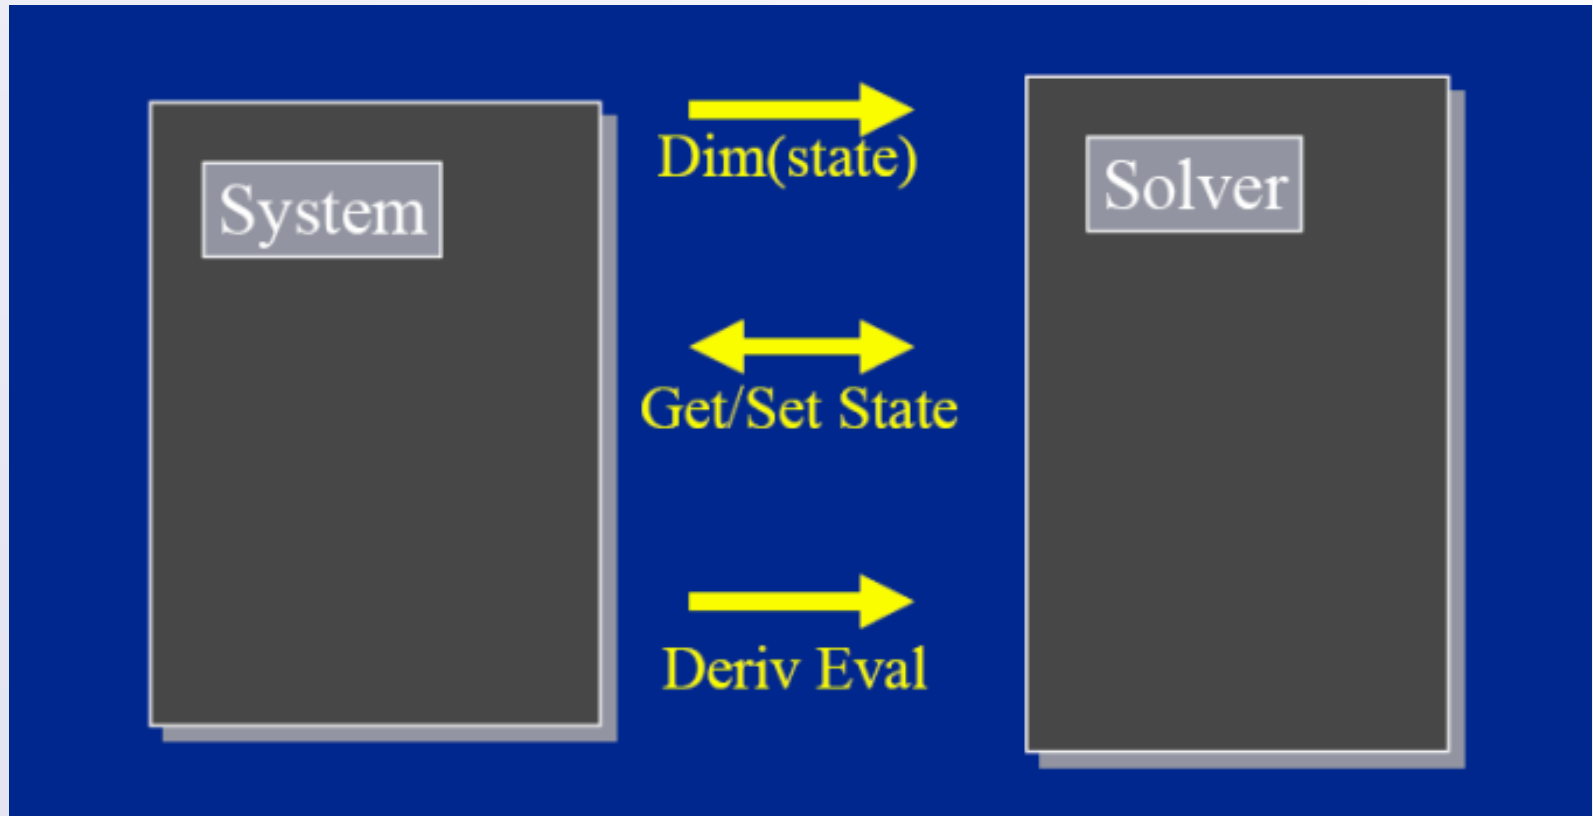 Dim(state)
System
Solver
Get/Set State
Deriv Eval